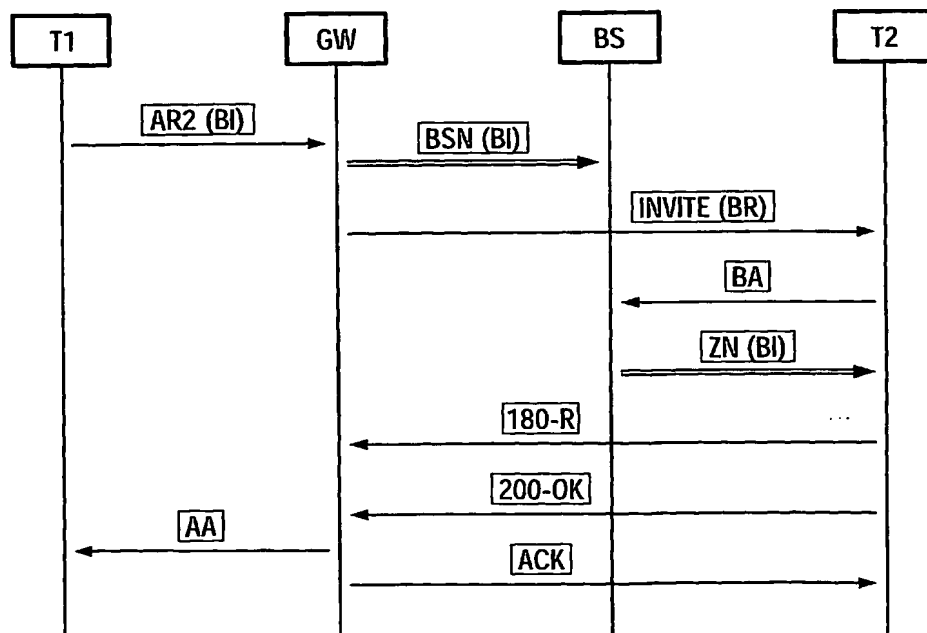 T1
GW
BS
T2
AR2 (BI)
BSN (BI)
INVITE (BR)
BA
ZN (BI)
180-R
...
200-OK
AA
ACK